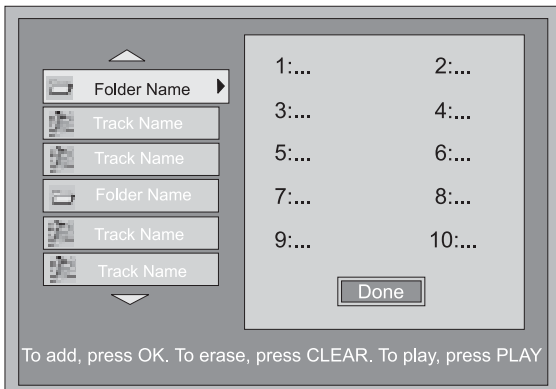 Folder Name
Track Name
Track Name
Folder Name
Track Name
Track Name
1:... 2:...
3:... 4:...
5:... 6:...
7:... 8:...
9:... 10:...
Done
To add, press OK. To erase, press CLEAR. To play, press PLAY